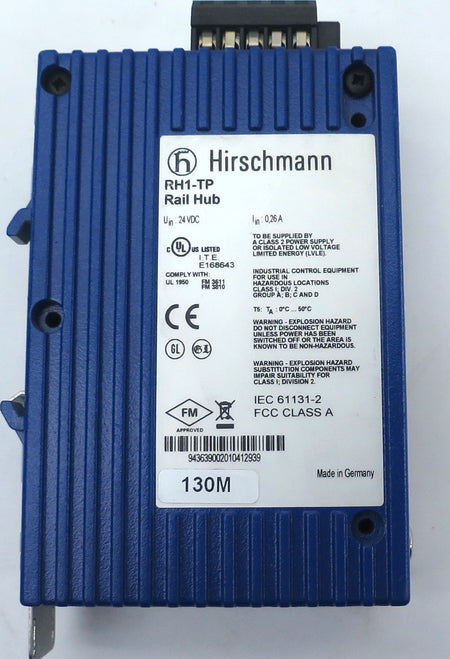 h Hirschmann
RH1-TP
Rail Hub
Uin : 24 VDC
Iin : 0,26 A
c UL US LISTED
I.T.E.
E168643
COMPLY WITH:
UL 1950 FM 3611
FM 3810
TO BE SUPPLIED BY
A CLASS 2 POWER SUPPLY
OR ISOLATED LOW VOLTAGE
LIMITED ENERGY (LVLE).
INDUSTRIAL CONTROL EQUIPMENT
FOR USE IN
HAZARDOUS LOCATIONS
CLASS I; DIV. 2
GROUP A; B; C AND D
T5: TA : 0°C ... 50°C
WARNING - EXPLOSION HAZARD
DO NOT DISCONNECT EQUIPMENT
UNLESS POWER HAS BEEN
SWITCHED OFF OR THE AREA IS
KNOWN TO BE NON-HAZARDOUS.
WARNING - EXPLOSION HAZARD
SUBSTITUTION COMPONENTS MAY
IMPAIR SUITABILITY FOR
CLASS I; DIVISION 2.
CE
GL
FM
APPROVED
IEC 61131-2
FCC CLASS A
943639002010412939
Made in Germany
130M